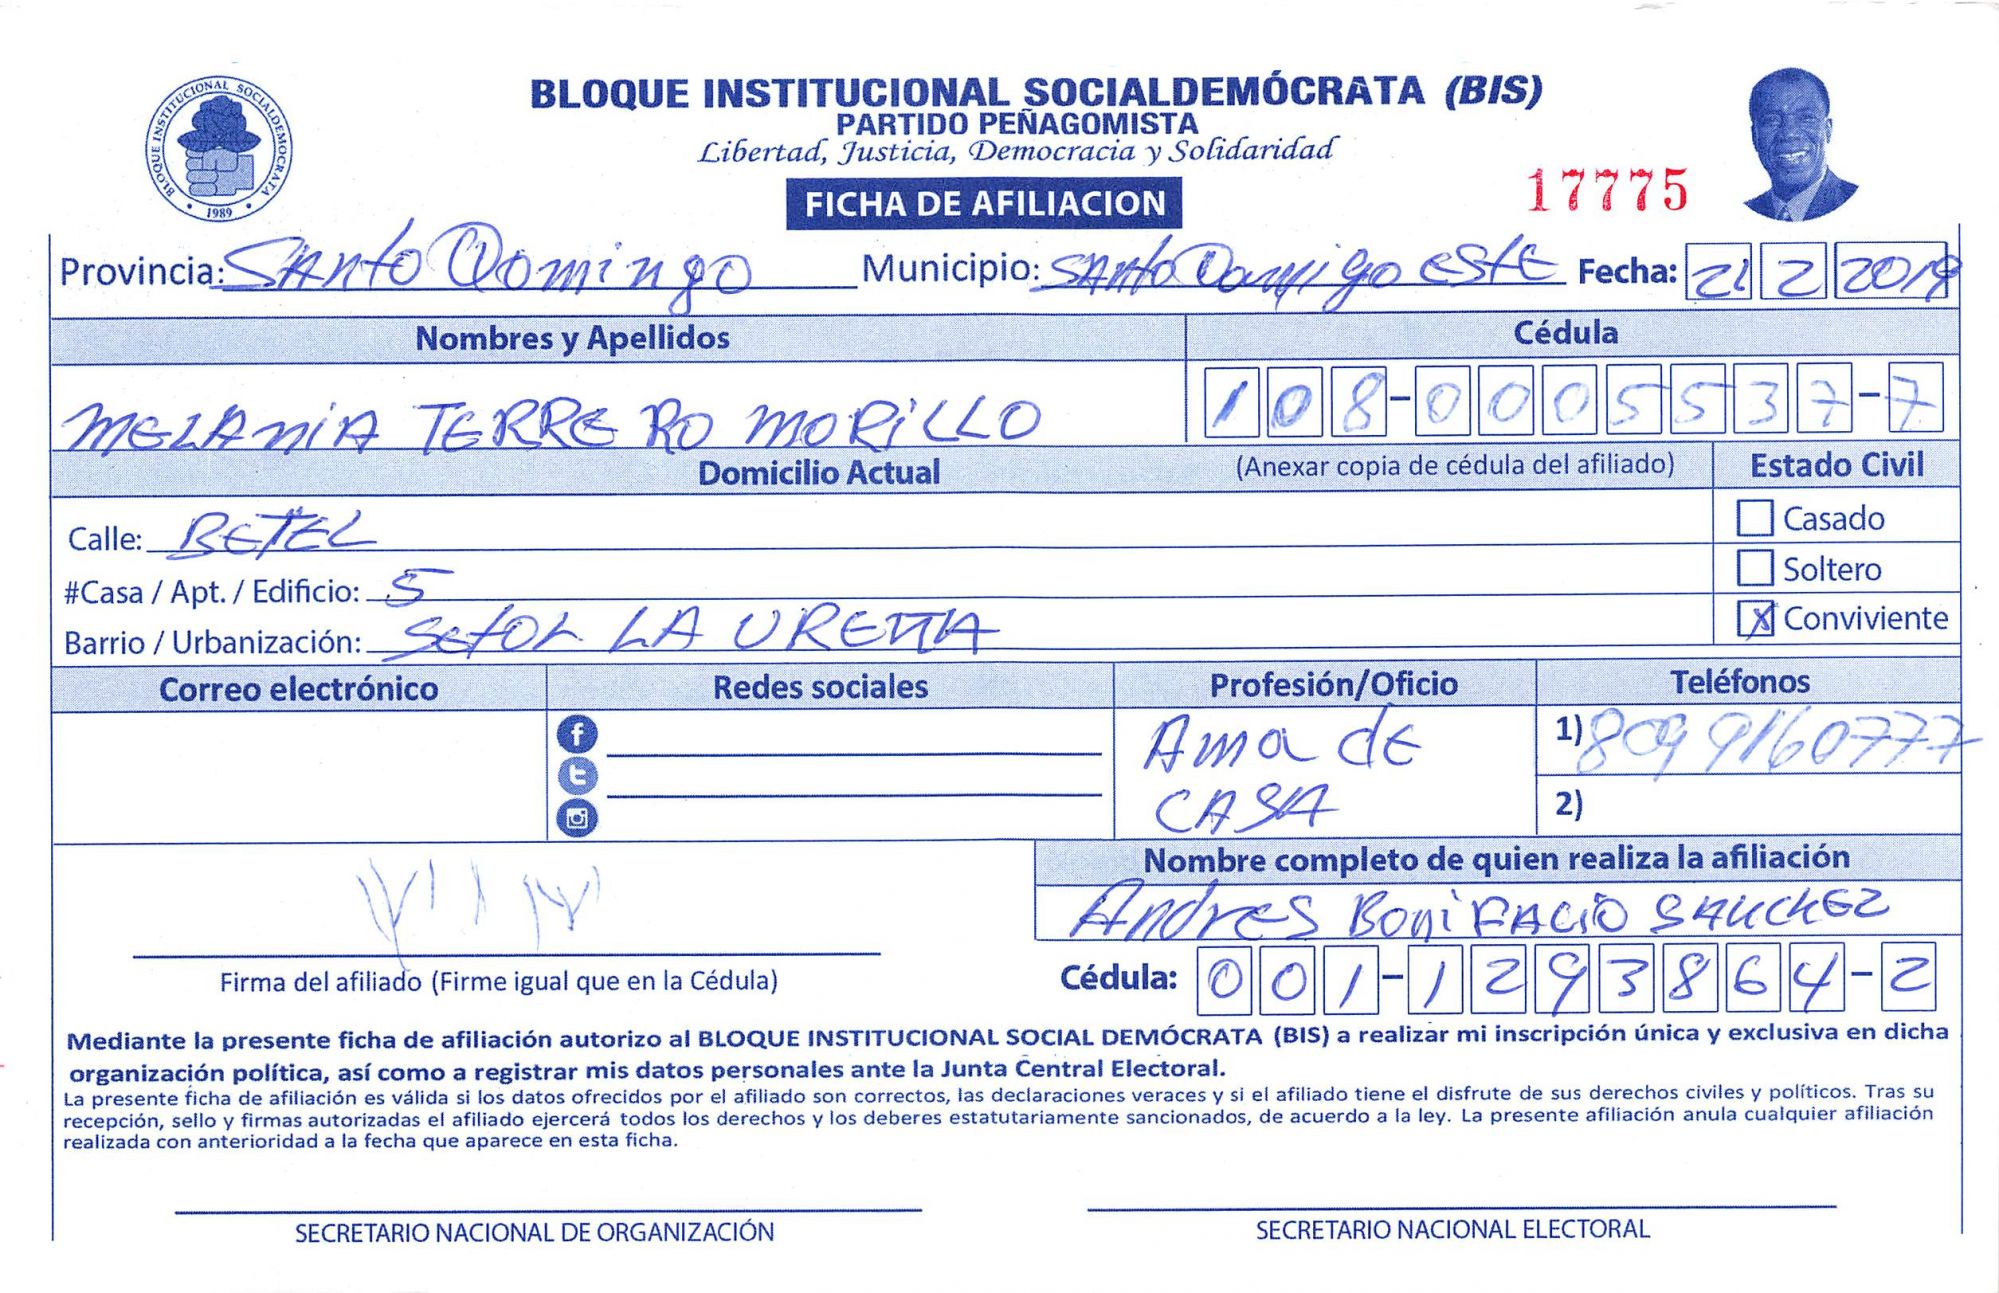 BLOQUE INSTITUCIONAL SOCIALDEMOCRATA
1989
BLOQUE INSTITUCIONAL SOCIALDEMÓCRATA (BIS)
PARTIDO PEÑAGOMISTA
Libertad, Justicia, Democracia y Solidaridad
FICHA DE AFILIACION
17775
Provincia: SANto Domingo Municipio: SANto Domigo ESTE Fecha: 21 2 2019
Nombres y Apellidos Cédula
MELANIA TERRERO MORILLO 108-0005537-7
Domicilio Actual (Anexar copia de cédula del afiliado) Estado Civil
Calle: BETEL Casado
#Casa / Apt. / Edificio: 5 Soltero
Barrio / Urbanización: SectOR LA UREÑA X Conviviente
Correo electrónico Redes sociales Profesión/Oficio Teléfonos
Ama dE CASA
1) 809 9160777
2)
Nombre completo de quien realiza la afiliación
Andres BoniFACIO SANchEZ
Firma del afiliado (Firme igual que en la Cédula) Cédula: 001-1293864-2
Mediante la presente ficha de afiliación autorizo al BLOQUE INSTITUCIONAL SOCIAL DEMÓCRATA (BIS) a realizar mi inscripción única y exclusiva en dicha
organización política, así como a registrar mis datos personales ante la Junta Central Electoral.
La presente ficha de afiliación es válida si los datos ofrecidos por el afiliado son correctos, las declaraciones veraces y si el afiliado tiene el disfrute de sus derechos civiles y políticos. Tras su
recepción, sello y firmas autorizadas el afiliado ejercerá todos los derechos y los deberes estatutariamente sancionados, de acuerdo a la ley. La presente afiliación anula cualquier afiliación
realizada con anterioridad a la fecha que aparece en esta ficha.
SECRETARIO NACIONAL DE ORGANIZACIÓN SECRETARIO NACIONAL ELECTORAL